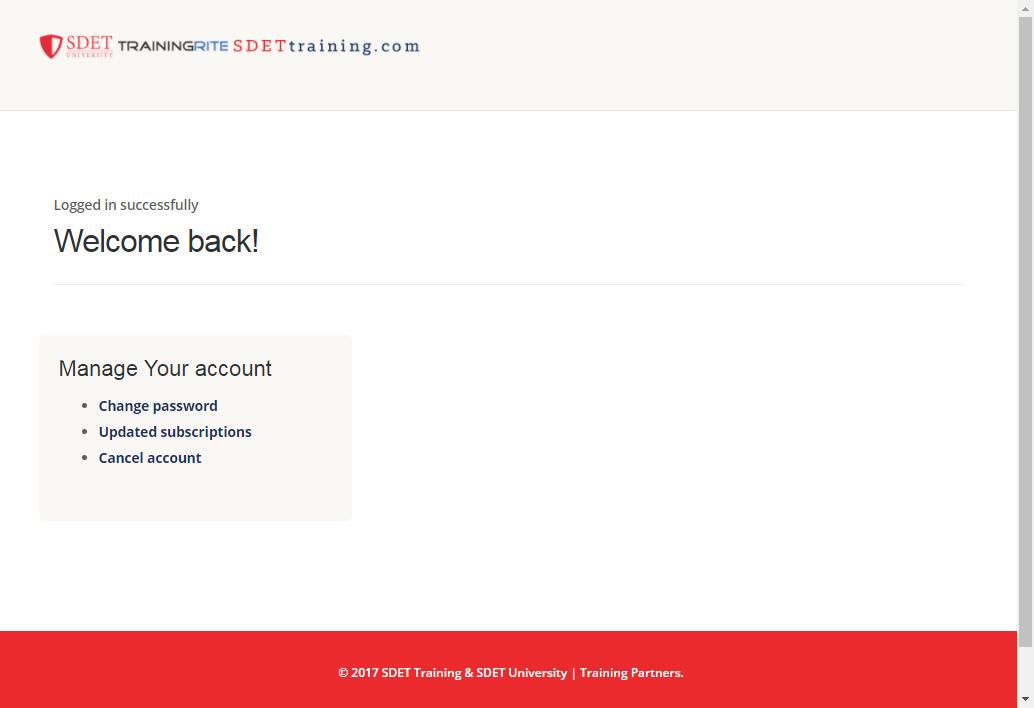 SDET UNIVERSITY TRAININGRITE SDETtraining.com
Logged in successfully
Welcome back!
Manage Your account
Change password
Updated subscriptions
Cancel account
© 2017 SDET Training & SDET University | Training Partners.